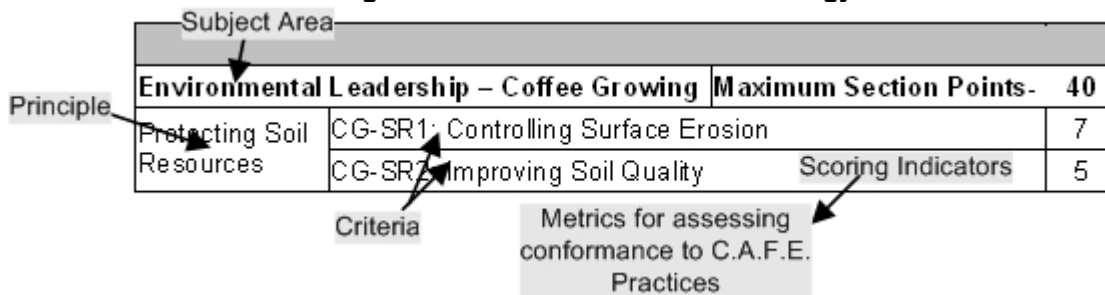 Subject Area
Environmental Leadership – Coffee Growing Maximum Section Points- 40
Principle
Protecting Soil Resources
CG-SR1: Controlling Surface Erosion 7
CG-SR2: Improving Soil Quality 5
Scoring Indicators
Criteria
Metrics for assessing
conformance to C.A.F.E.
Practices